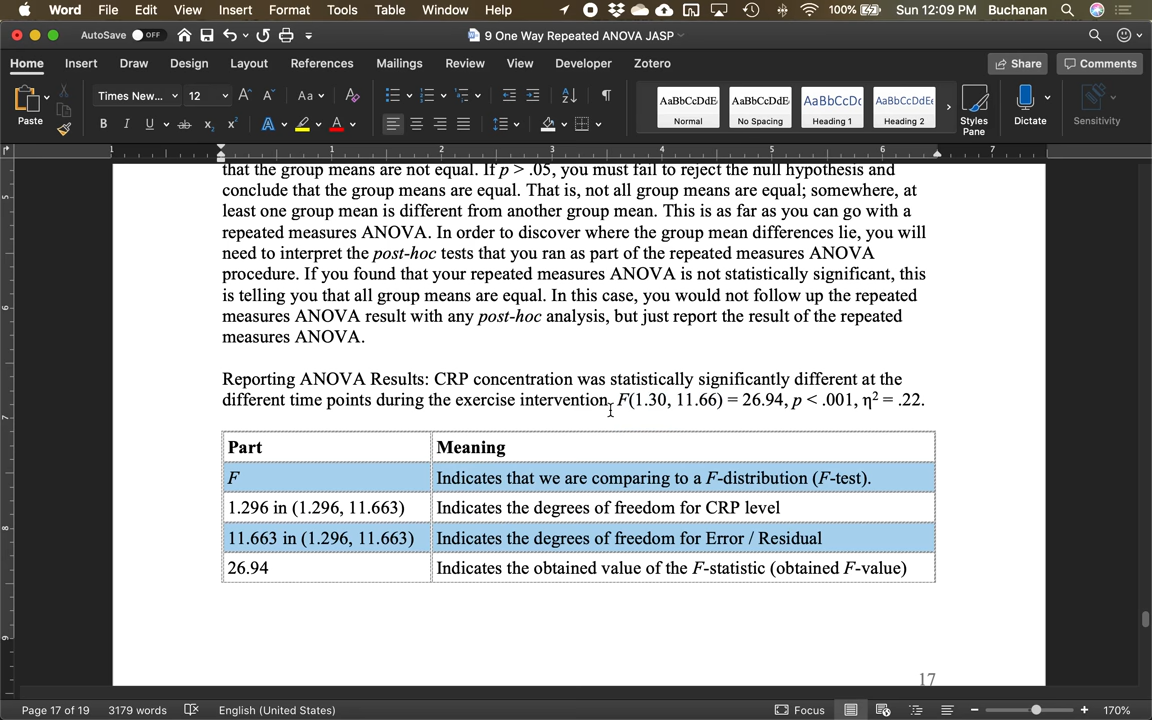 Word File Edit View Insert Format Tools Table Window Help 100% Sun 12:09 PM Buchanan
AutoSave OFF 9 One Way Repeated ANOVA JASP
Home Insert Draw Design Layout References Mailings Review View Developer Zotero Share Comments
Times New... 12 Aa AaBbCcDdE AaBbCcDdE AaBbCcDc AaBbCcDdEe
Paste B I U ab x2 x2 A A Normal No Spacing Heading 1 Heading 2 Styles Pane Dictate Sensitivity
1 1 2 3 4 5 6 7
that the group means are not equal. If p > .05, you must fail to reject the null hypothesis and
conclude that the group means are equal. That is, not all group means are equal; somewhere, at
least one group mean is different from another group mean. This is as far as you can go with a
repeated measures ANOVA. In order to discover where the group mean differences lie, you will
need to interpret the post-hoc tests that you ran as part of the repeated measures ANOVA
procedure. If you found that your repeated measures ANOVA is not statistically significant, this
is telling you that all group means are equal. In this case, you would not follow up the repeated
measures ANOVA result with any post-hoc analysis, but just report the result of the repeated
measures ANOVA.
Reporting ANOVA Results: CRP concentration was statistically significantly different at the
different time points during the exercise intervention, F(1.30, 11.66) = 26.94, p < .001, η² = .22.
Part Meaning
F Indicates that we are comparing to a F-distribution (F-test).
1.296 in (1.296, 11.663) Indicates the degrees of freedom for CRP level
11.663 in (1.296, 11.663) Indicates the degrees of freedom for Error / Residual
26.94 Indicates the obtained value of the F-statistic (obtained F-value)
17
Page 17 of 19 3179 words English (United States) Focus 170%